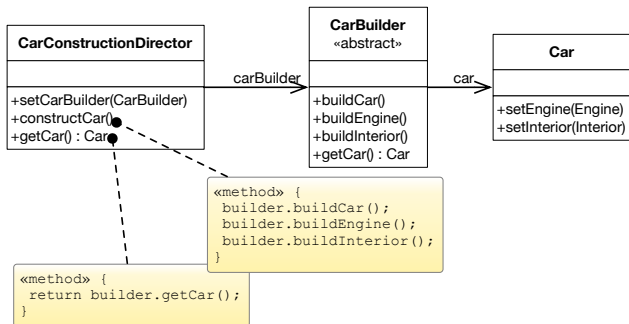 CarConstructionDirector
+setCarBuilder(CarBuilder)
+constructCar()
+getCar() : Car
carBuilder
CarBuilder
«abstract»
+buildCar()
+buildEngine()
+buildInterior()
+getCar() : Car
car
Car
+setEngine(Engine)
+setInterior(Interior)
«method» {
builder.buildCar();
builder.buildEngine();
builder.buildInterior();
}
«method» {
return builder.getCar();
}